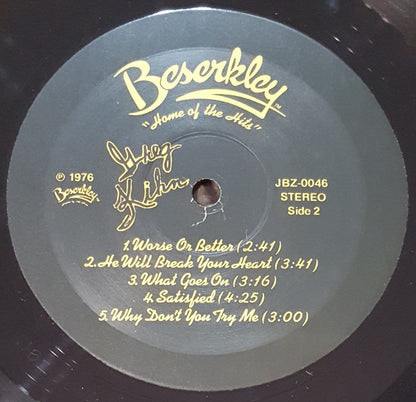 Beserkley™
"Home of the Hits"
Greg
Kihn
℗ 1976
Beserkley
JBZ-0046
STEREO
Side 2
1. Worse Or Better (2:41)
2. He Will Break Your Heart (3:41)
3. What Goes On (3:16)
4. Satisfied (4:25)
5. Why Don't You Try Me (3:00)